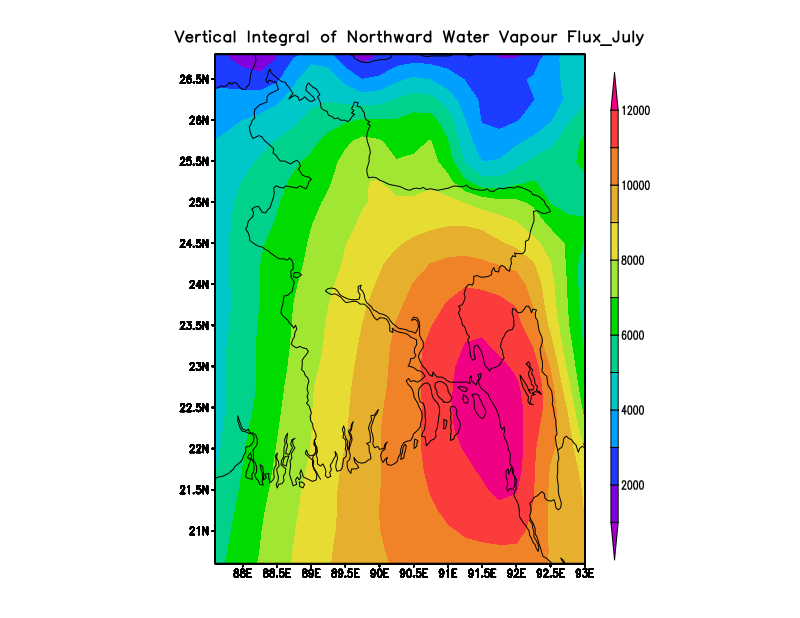 Vertical Integral of Northward Water Vapour Flux_July
26.5N
26N
25.5N
25N
24.5N
24N
23.5N
23N
22.5N
22N
21.5N
21N
88E 88.5E 89E 89.5E 90E 90.5E 91E 91.5E 92E 92.5E 93E
12000
10000
8000
6000
4000
2000